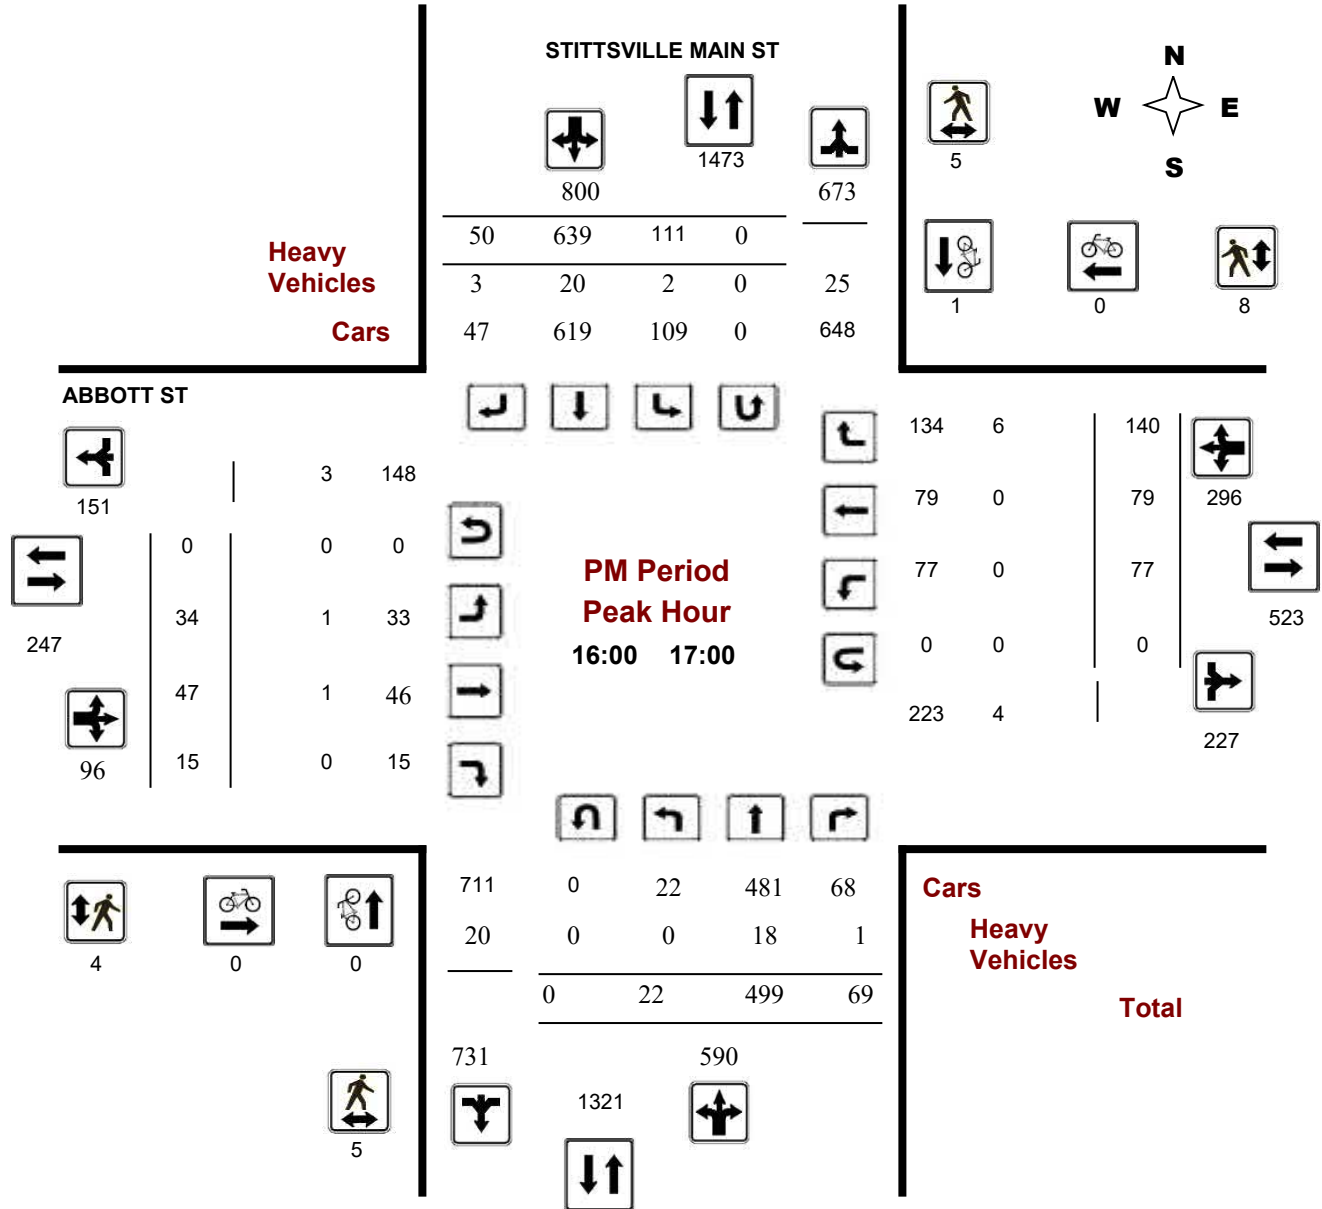 STITTSVILLE MAIN ST
N
W E
S
1473
5
800 673
50 639 111 0
Heavy
Vehicles
3 20 2 0 25
1 0 8
Cars 47 619 109 0 648
ABBOTT ST
134 6 140
3 148
151
79 0 79 296
0 0 0
PM Period
77 0 77
Peak Hour
34 1 33
523
247
16:00 17:00
0 0 0
47 1 46
223 4
227
96
15 0 15
711 0 22 481 68
Cars
20 0 0 18 1
Heavy
Vehicles
4 0 0
0 22 499 69
Total
731 590
1321
5